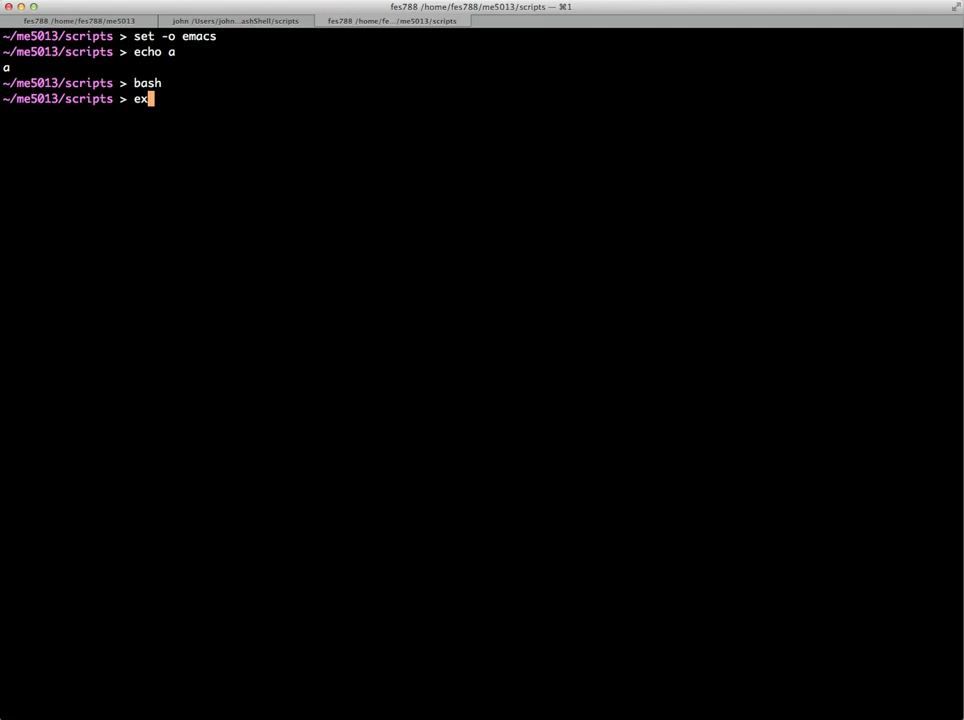 fes788 /home/fes788/me5013/scripts — ⌘1
fes788 /home/fes788/me5013 john /Users/john...ashShell/scripts fes788 /home/fe.../me5013/scripts
~/me5013/scripts > set -o emacs
~/me5013/scripts > echo a
a
~/me5013/scripts > bash
~/me5013/scripts > ex